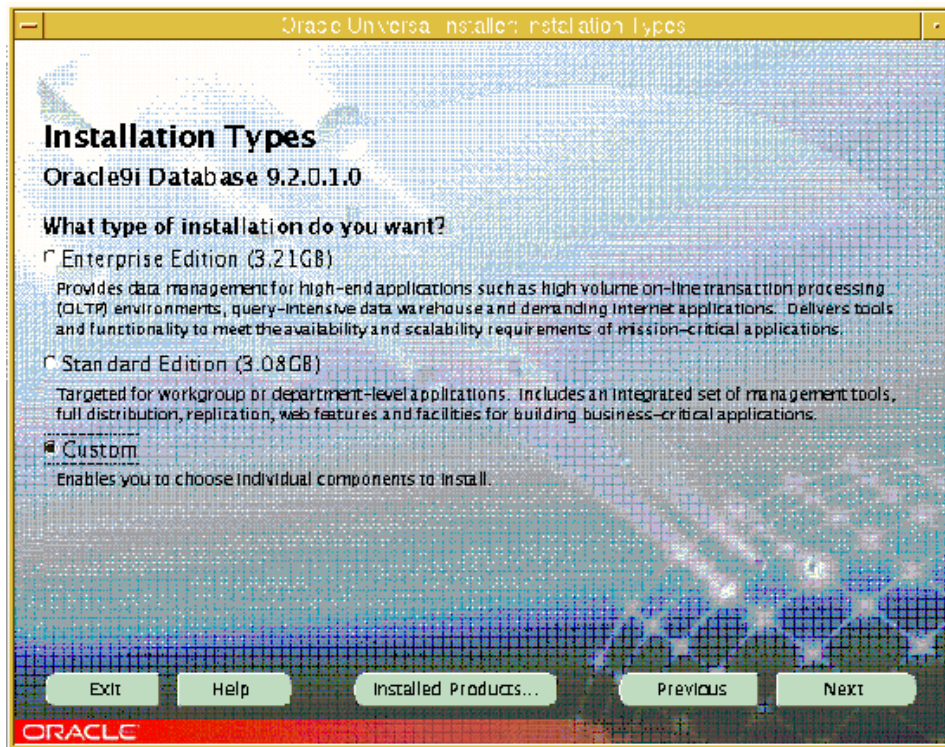 Oracle Universal Installer: Installation Types
Installation Types
Oracle9i Database 9.2.0.1.0
What type of installation do you want?
Enterprise Edition (3.21GB)
Provides data management for high-end applications such as high volume on-line transaction processing
(OLTP) environments, query-intensive data warehouse and demanding Internet applications. Delivers tools
and functionality to meet the availability and scalability requirements of mission-critical applications.
Standard Edition (3.08GB)
Targeted for workgroup or department-level applications. Includes an integrated set of management tools,
full distribution, replication, web features and facilities for building business-critical applications.
Custom
Enables you to choose individual components to install.
Exit Help Installed Products... Previous Next
ORACLE